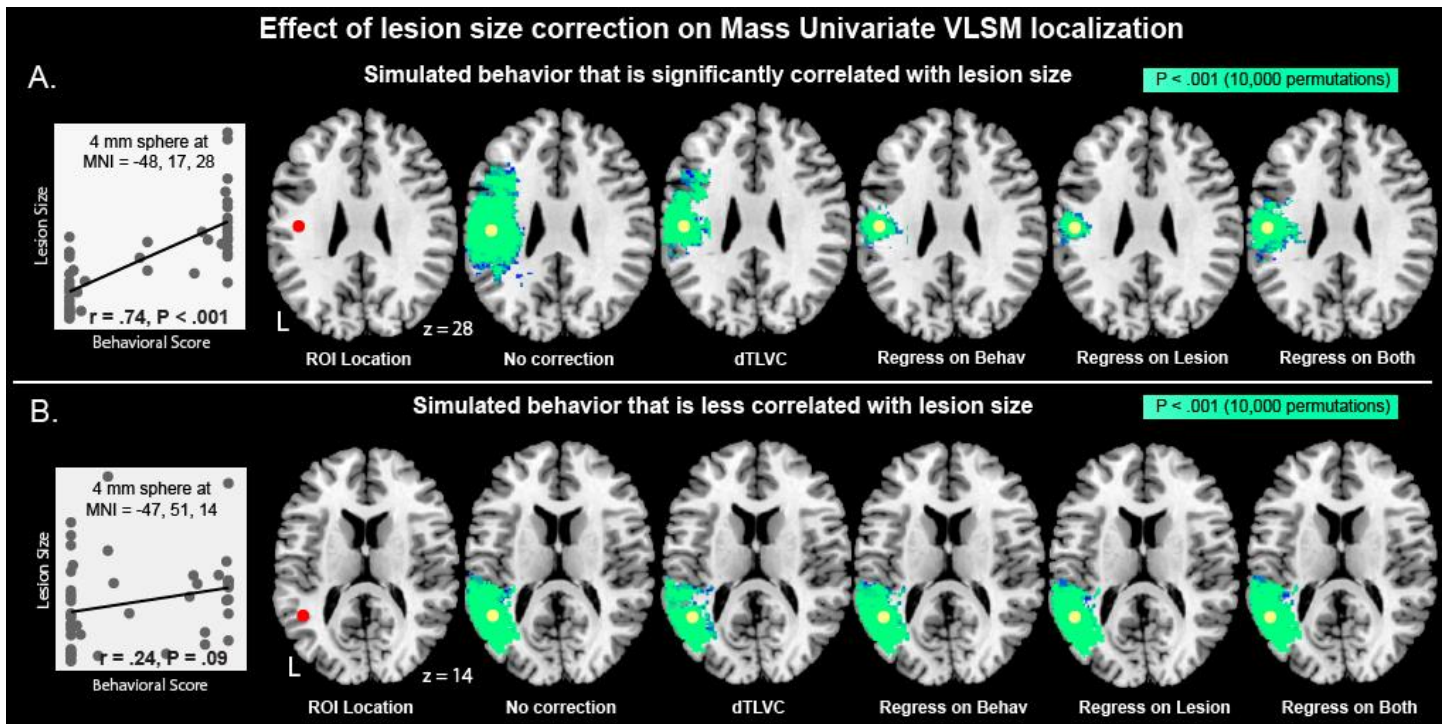 Effect of lesion size correction on Mass Univariate VLSM localization
A.
Simulated behavior that is significantly correlated with lesion size
P < .001 (10,000 permutations)
4 mm sphere at
MNI = -48, 17, 28
Lesion Size
r = .74, P < .001
Behavioral Score
L
z = 28
ROI Location
No correction
dTLVC
Regress on Behav
Regress on Lesion
Regress on Both
B.
Simulated behavior that is less correlated with lesion size
P < .001 (10,000 permutations)
4 mm sphere at
MNI = -47, 51, 14
Lesion Size
r = .24, P = .09
Behavioral Score
L
z = 14
ROI Location
No correction
dTLVC
Regress on Behav
Regress on Lesion
Regress on Both